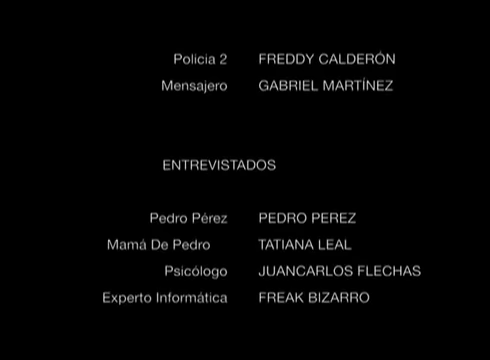 Policia 2 FREDDY CALDERÓN
Mensajero GABRIEL MARTÍNEZ
ENTREVISTADOS
Pedro Pérez PEDRO PEREZ
Mamá De Pedro TATIANA LEAL
Psicólogo JUANCARLOS FLECHAS
Experto Informática FREAK BIZARRO